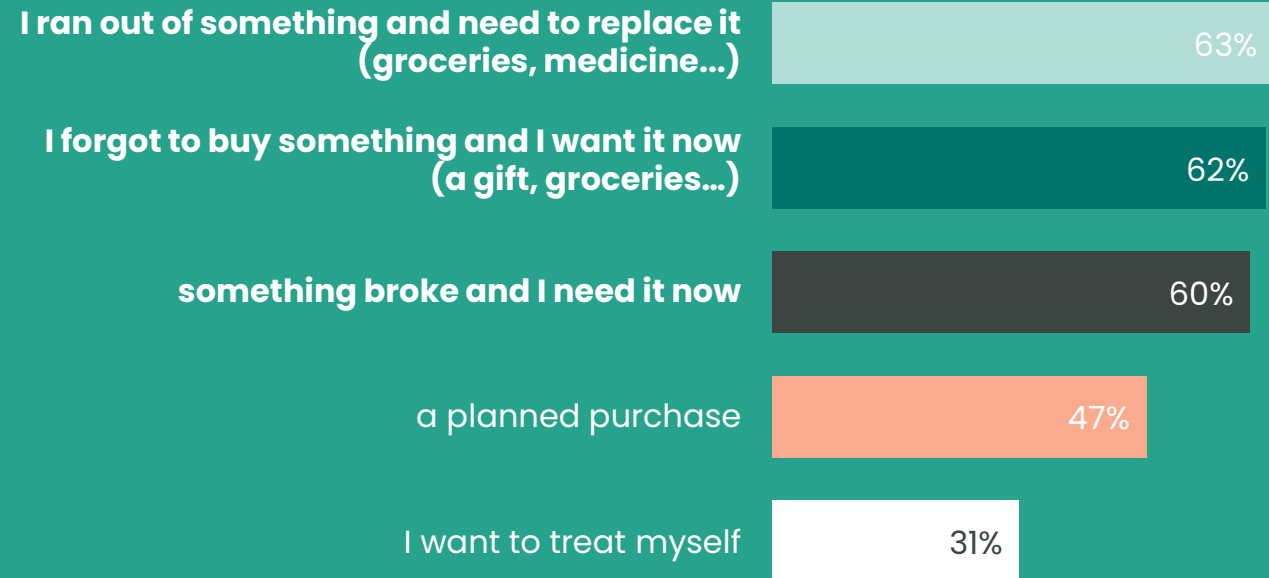 I ran out of something and need to replace it
(groceries, medicine...)
63%
I forgot to buy something and I want it now
(a gift, groceries...)
62%
something broke and I need it now
60%
a planned purchase
47%
I want to treat myself
31%